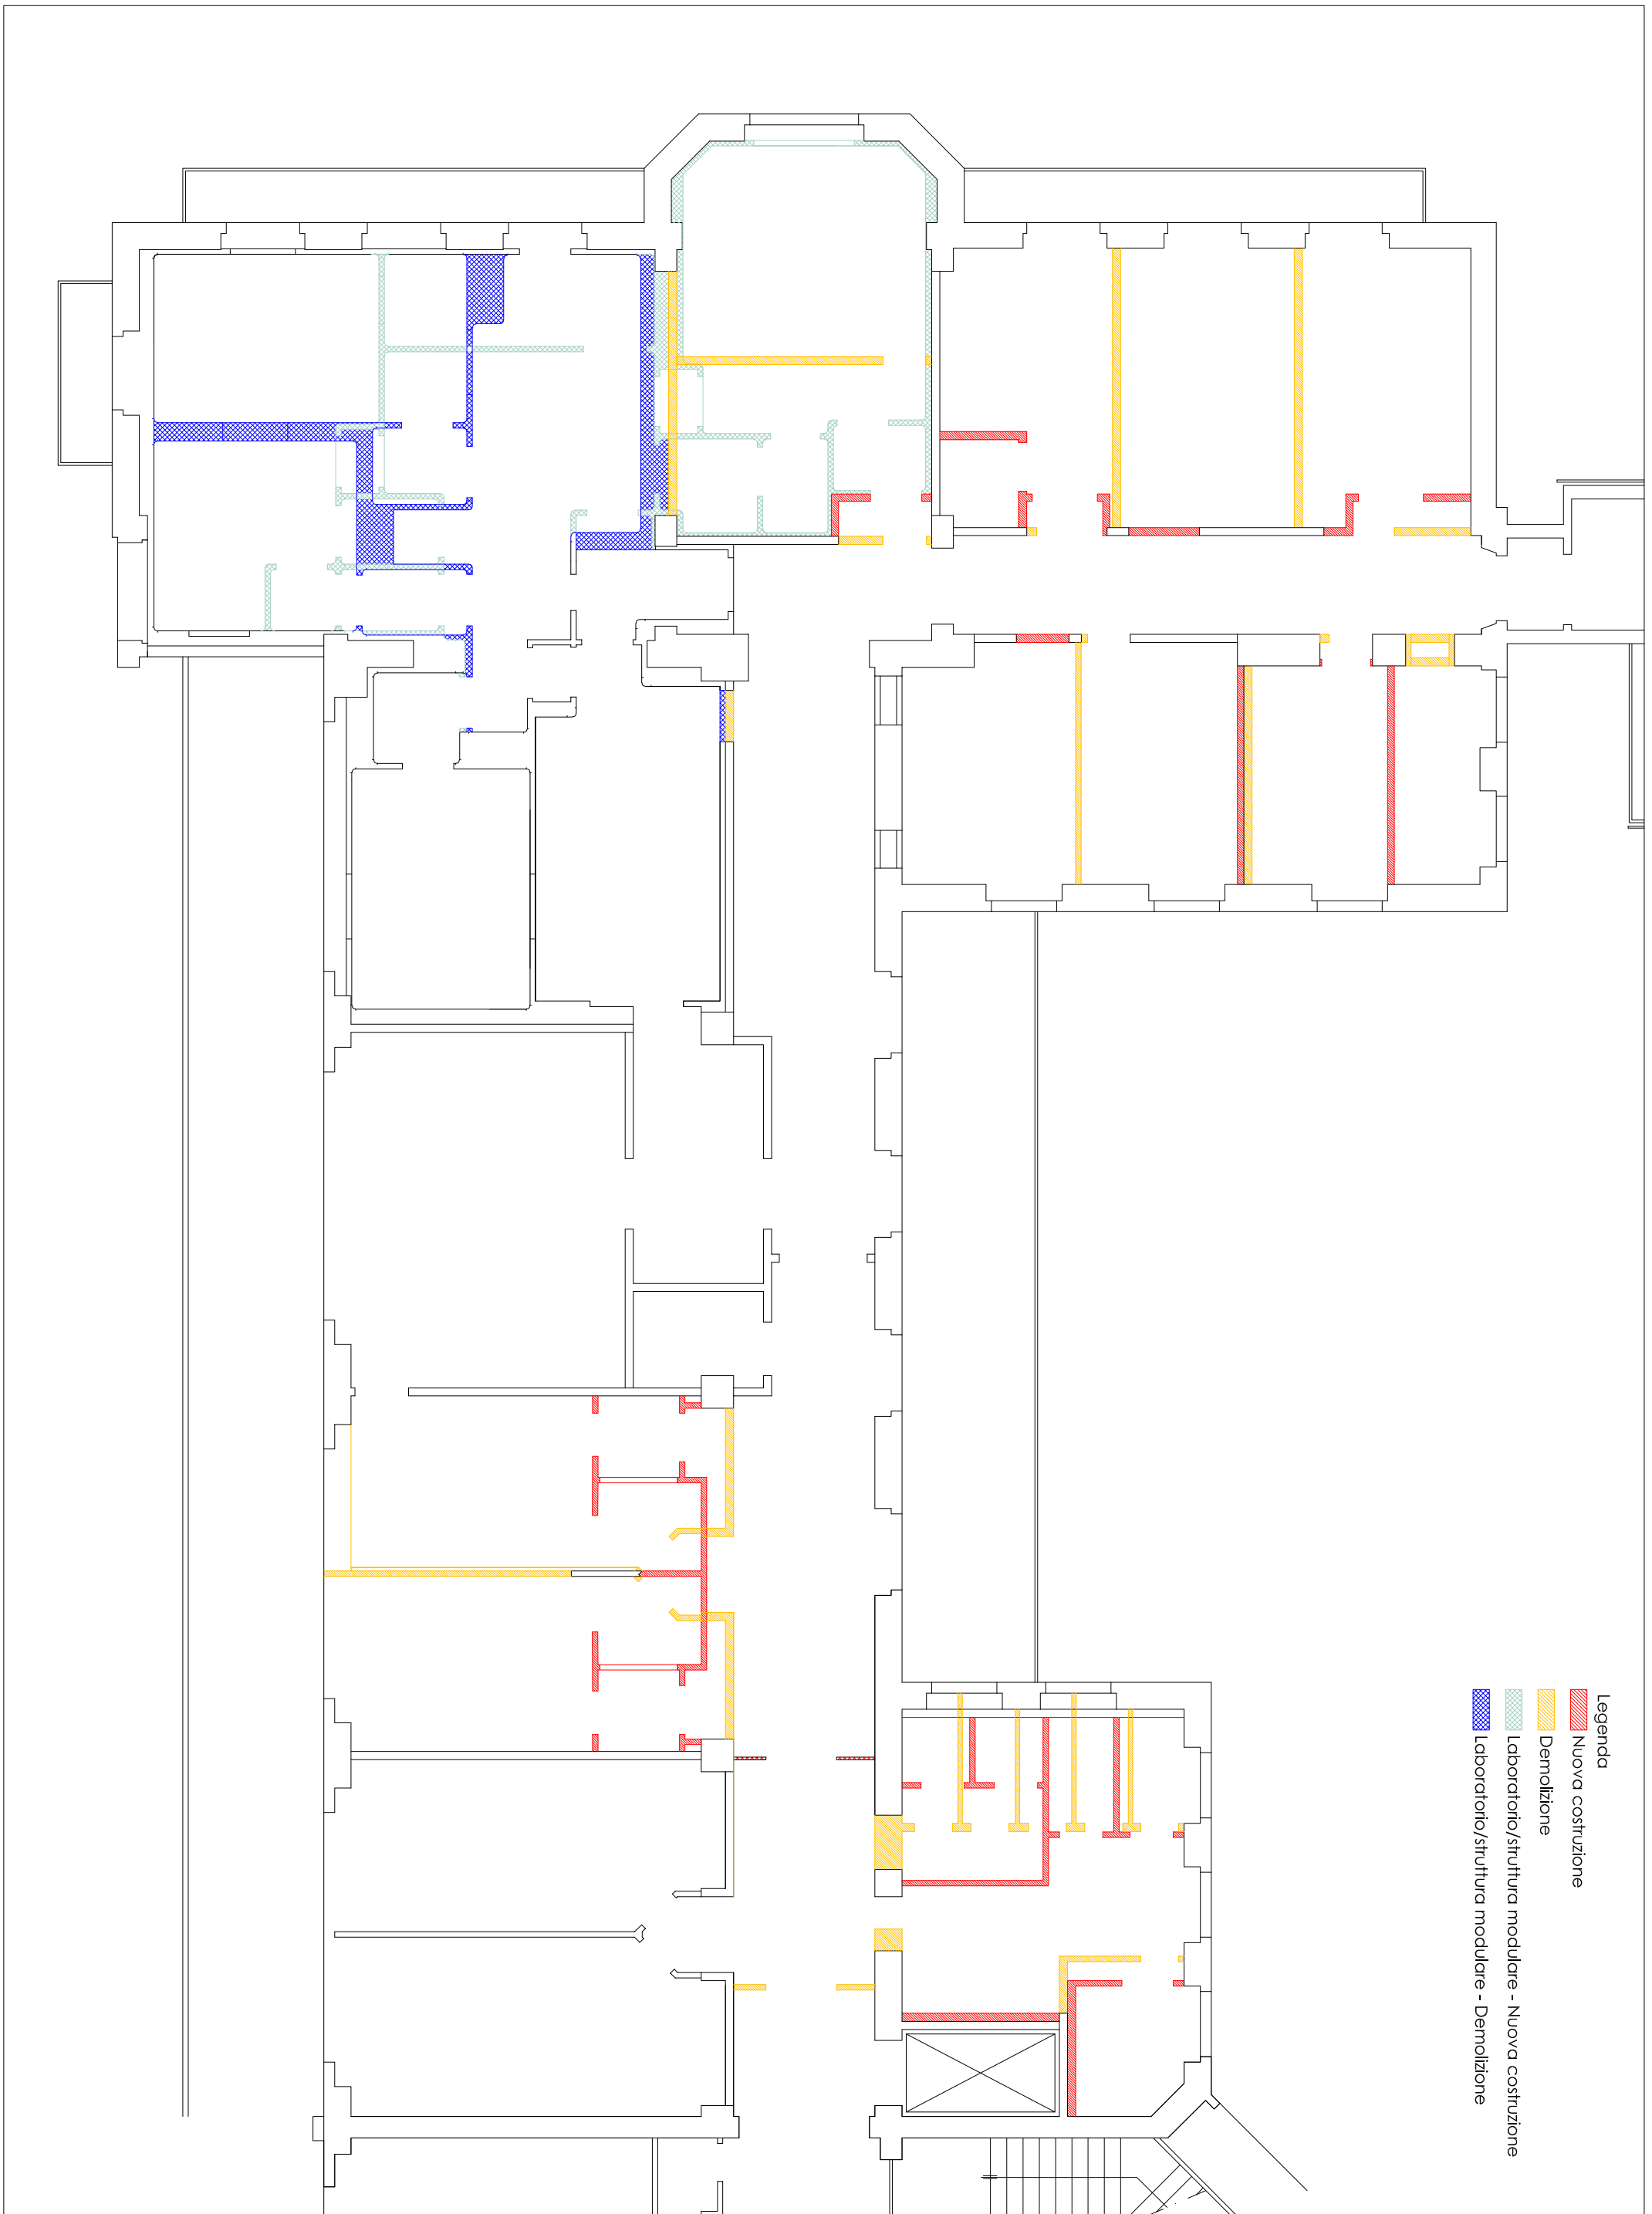 Legenda
Nuova costruzione
Demolizione
Laboratorio/struttura modulare - Nuova costruzione
Laboratorio/struttura modulare - Demolizione